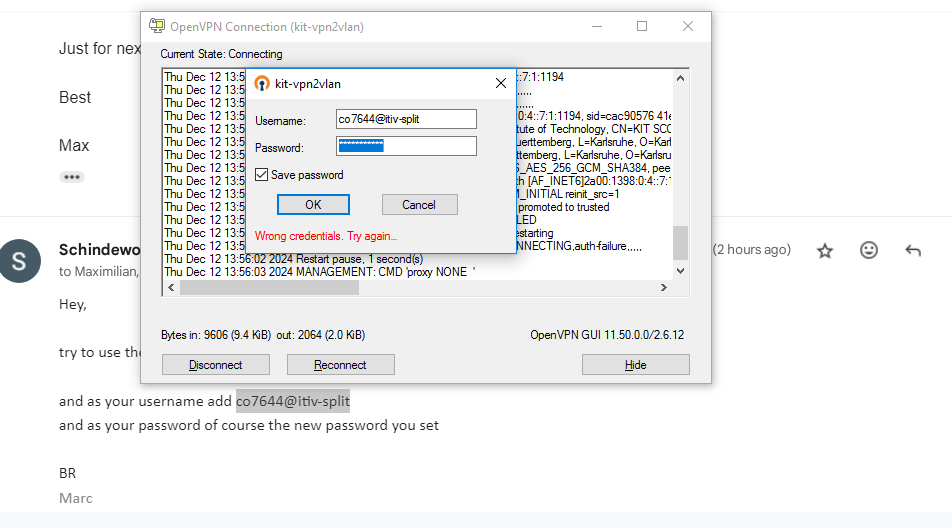 OpenVPN Connection (kit-vpn2vlan)
Just for nex
Current State: Connecting
Thu Dec 12 13:5 :7:1:1194
Thu Dec 12 13:5
Thu Dec 12 13:5
Thu Dec 12 13:5 0:4::7:1:1194, sid=cac90576 41e
Thu Dec 12 13:5 tute of Technology, CN=KIT SCC
Thu Dec 12 13:5 uerttemberg, L=Karlsruhe, O=Karl
Thu Dec 12 13:5 ttemberg, L=Karlsruhe, O=Karlsru
Thu Dec 12 13:5 S_AES_256_GCM_SHA384, pee
Thu Dec 12 13:5 th [AF_INET6]2a00:1398:0:4::7:1
Thu Dec 12 13:5 M_INITIAL reinit_src=1
Thu Dec 12 13:5 promoted to trusted
Thu Dec 12 13:5 LED
Thu Dec 12 13:5 estarting
Thu Dec 12 13:5 NNECTING,auth-failure,,,,,
Thu Dec 12 13:56:02 2024 Restart pause, 1 second(s)
Thu Dec 12 13:56:03 2024 MANAGEMENT: CMD 'proxy NONE '
kit-vpn2vlan
Username: co7644@itiv-split
Password: ************
Save password
OK Cancel
Wrong credentials. Try again...
Bytes in: 9606 (9.4 KiB) out: 2064 (2.0 KiB) OpenVPN GUI 11.50.0.0/2.6.12
Disconnect Reconnect Hide
Best
Max
S
Schindewo (2 hours ago)
to Maximilian,
Hey,
try to use the
and as your username add co7644@itiv-split
and as your password of course the new password you set
BR
Marc